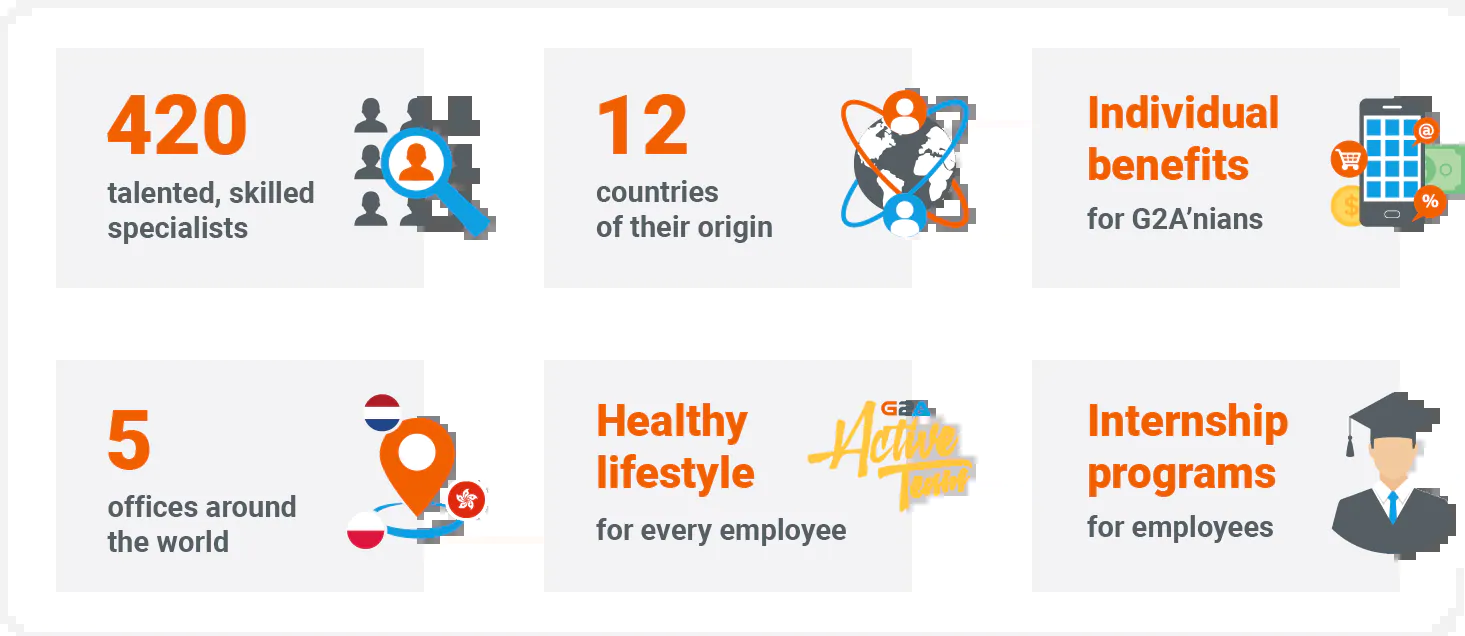 420
talented, skilled
specialists
12
countries
of their origin
Individual
benefits
for G2A’nians
@
$
%
5
offices around
the world
Healthy
lifestyle
for every employee
G2A
Active
Team
Internship
programs
for employees